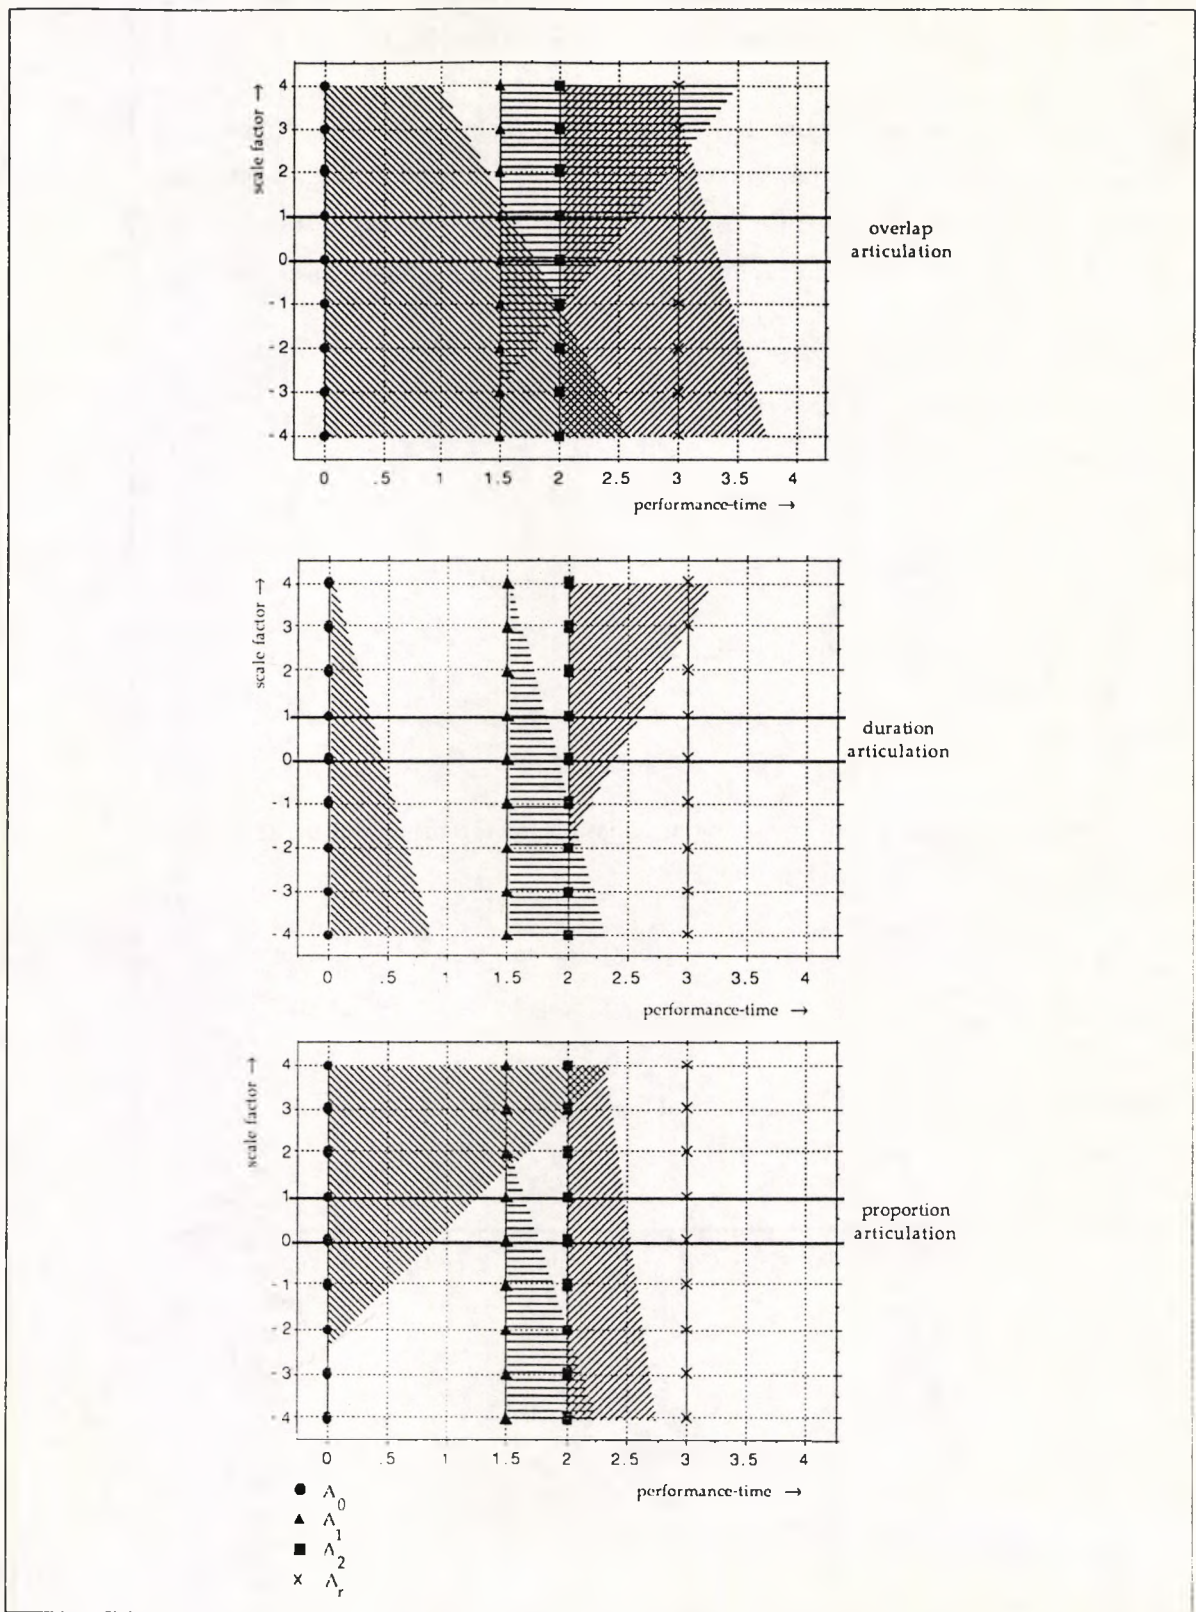 scale factor →
4
3
2
1
0
-1
-2
-3
-4
0 .5 1 1.5 2 2.5 3 3.5 4
performance-time →
overlap
articulation
scale factor →
4
3
2
1
0
-1
-2
-3
-4
0 .5 1 1.5 2 2.5 3 3.5 4
performance-time →
duration
articulation
scale factor →
4
3
2
1
0
-1
-2
-3
-4
0 .5 1 1.5 2 2.5 3 3.5 4
performance-time →
proportion
articulation
● A0
▲ A1
■ A2
× Ar